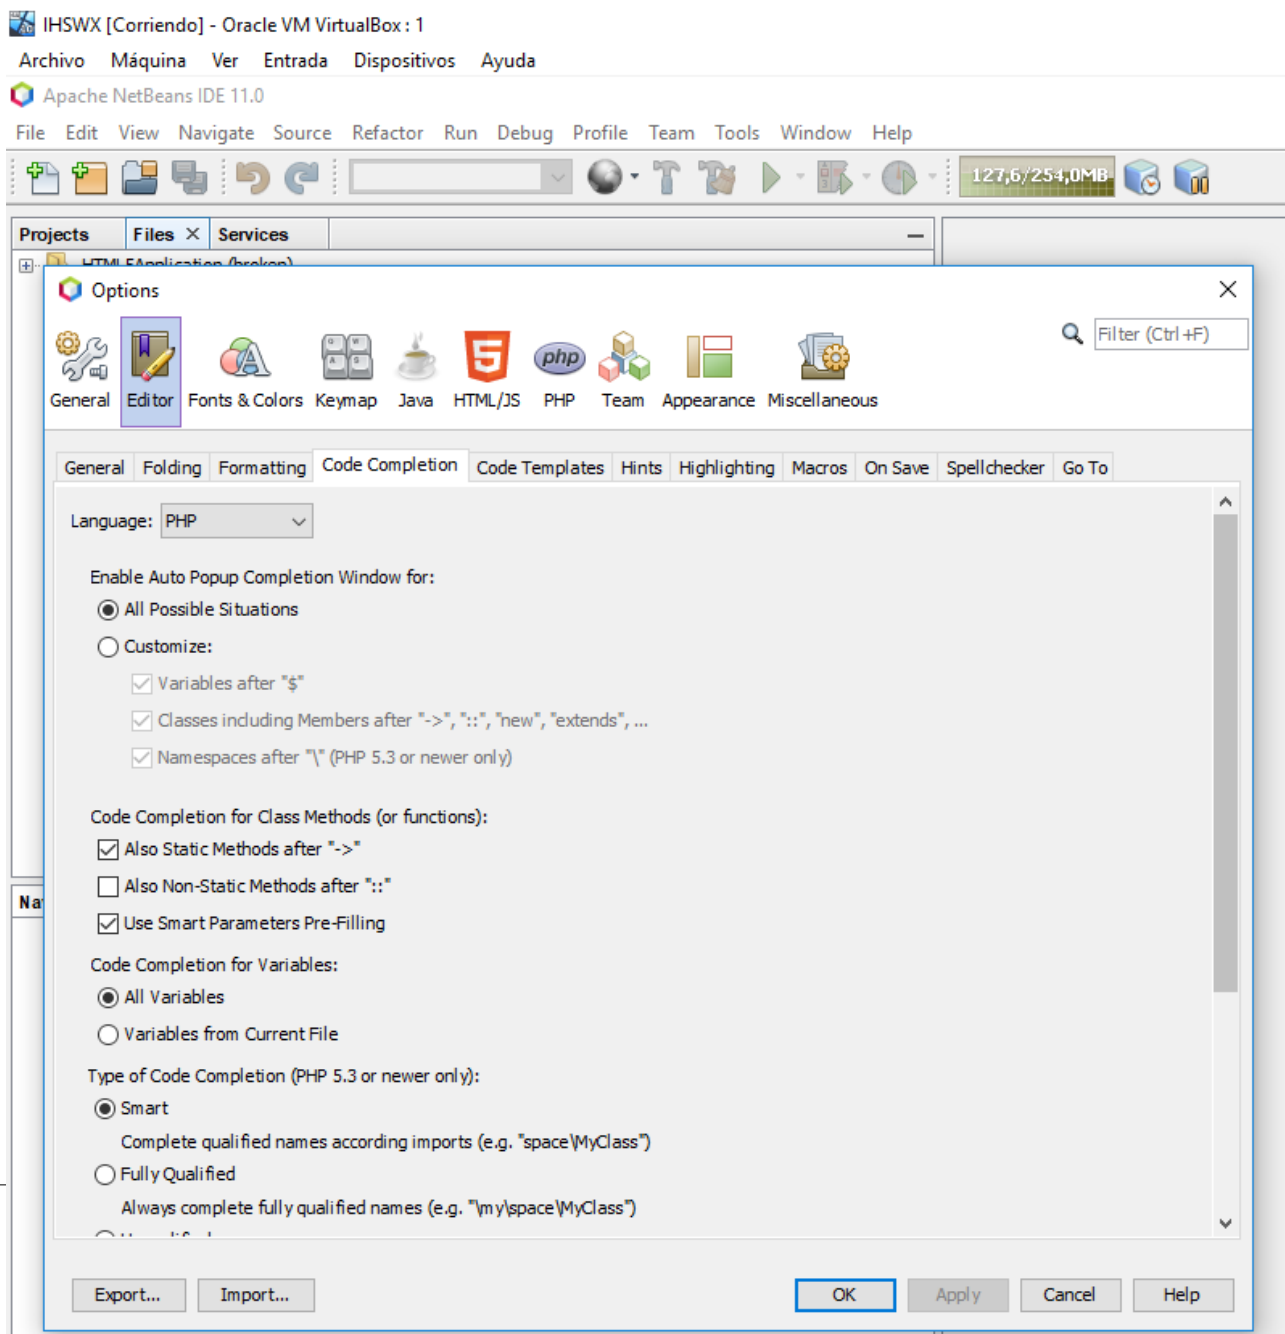 IHSWX [Corriendo] - Oracle VM VirtualBox : 1
Archivo Máquina Ver Entrada Dispositivos Ayuda
Apache NetBeans IDE 11.0
File Edit View Navigate Source Refactor Run Debug Profile Team Tools Window Help
127,6/254,0MB
Projects Files Services
HTML5Application (broken)
Options
Filter (Ctrl+F)
General Editor Fonts & Colors Keymap Java HTML/JS PHP Team Appearance Miscellaneous
General Folding Formatting Code Completion Code Templates Hints Highlighting Macros On Save Spellchecker Go To
Language: PHP
Enable Auto Popup Completion Window for:
All Possible Situations
Customize:
Variables after "$"
Classes including Members after "->", "::", "new", "extends", ...
Namespaces after "\" (PHP 5.3 or newer only)
Code Completion for Class Methods (or functions):
Also Static Methods after "->"
Also Non-Static Methods after "::"
Na
Use Smart Parameters Pre-Filling
Code Completion for Variables:
All Variables
Variables from Current File
Type of Code Completion (PHP 5.3 or newer only):
Smart
Complete qualified names according imports (e.g. "space\MyClass")
Fully Qualified
Always complete fully qualified names (e.g. "\my\space\MyClass")
Export... Import... OK Apply Cancel Help